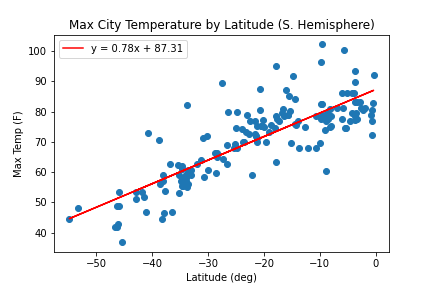 Max City Temperature by Latitude (S. Hemisphere)
y = 0.78x + 87.31
100
90
80
70
60
50
40
Max Temp (F)
−50 −40 −30 −20 −10 0
Latitude (deg)